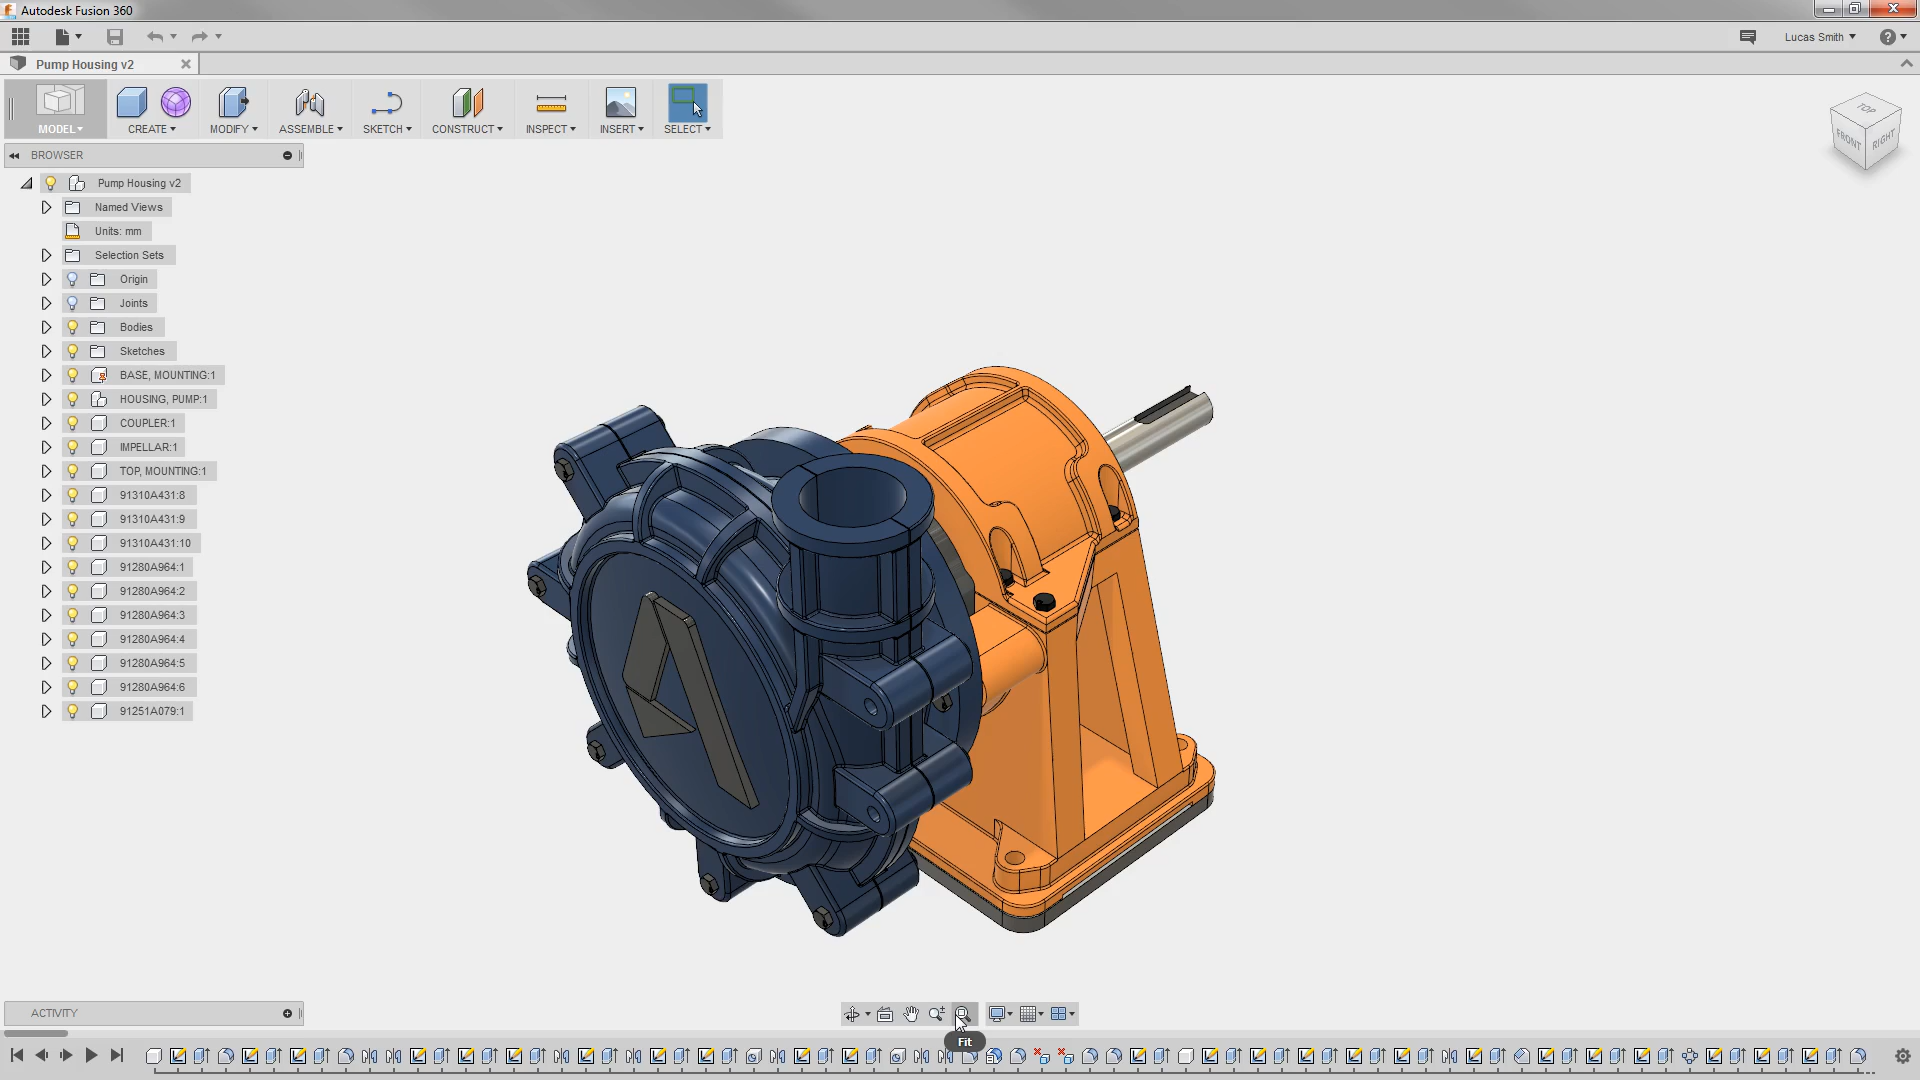 Autodesk Fusion 360
Lucas Smith
Pump Housing v2
MODEL CREATE MODIFY ASSEMBLE SKETCH CONSTRUCT INSPECT INSERT SELECT
TOP
FRONT RIGHT
BROWSER
Pump Housing v2
Named Views
Units: mm
Selection Sets
Origin
Joints
Bodies
Sketches
BASE, MOUNTING:1
HOUSING, PUMP:1
COUPLER:1
IMPELLAR:1
TOP, MOUNTING:1
91310A431:8
91310A431:9
91310A431:10
91280A964:1
91280A964:2
91280A964:3
91280A964:4
91280A964:5
91280A964:6
91251A079:1
ACTIVITY
Fit